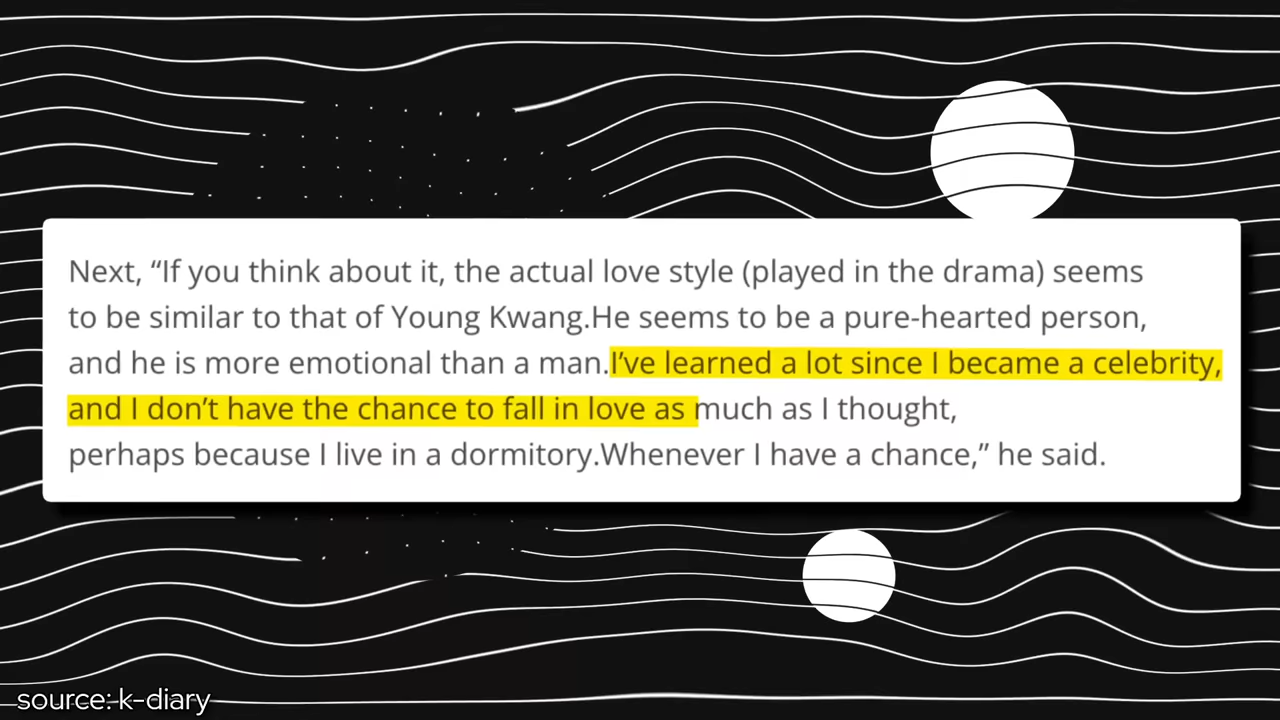 Next, “If you think about it, the actual love style (played in the drama) seems
to be similar to that of Young Kwang.He seems to be a pure-hearted person,
and he is more emotional than a man.I’ve learned a lot since I became a celebrity,
and I don’t have the chance to fall in love as much as I thought,
perhaps because I live in a dormitory.Whenever I have a chance,” he said.
source: k-diary